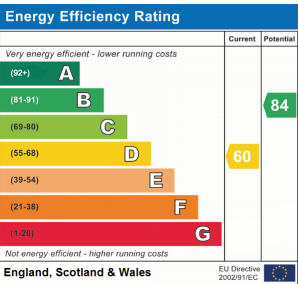 Energy Efficiency Rating
Current Potential
Very energy efficient - lower running costs
(92+) A
(81-91) B
84
(69-80) C
(55-68) D
60
(39-54) E
(21-38) F
(1-20) G
Not energy efficient - higher running costs
England, Scotland & Wales
EU Directive
2002/91/EC